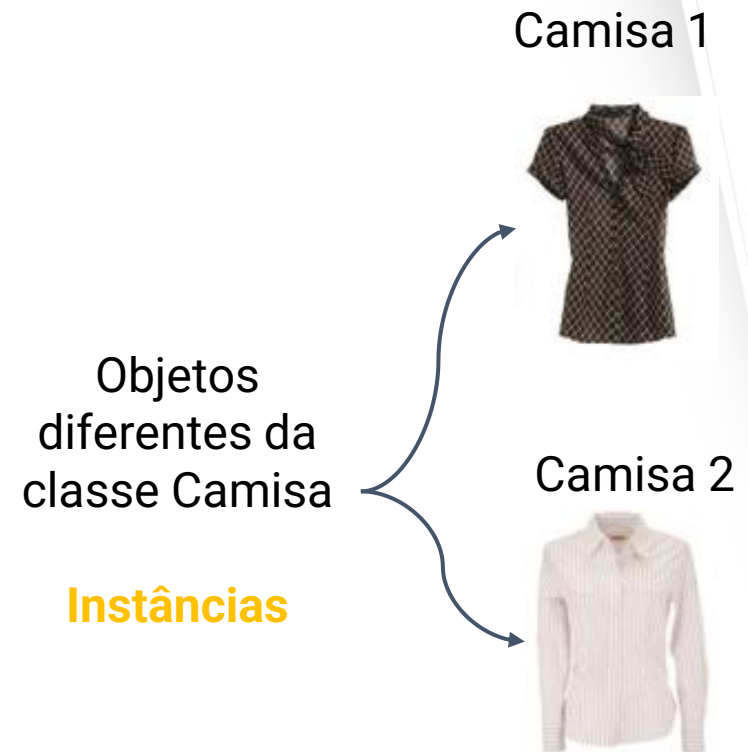 Camisa 1
Objetos
diferentes da
classe Camisa
Camisa 2
Instâncias